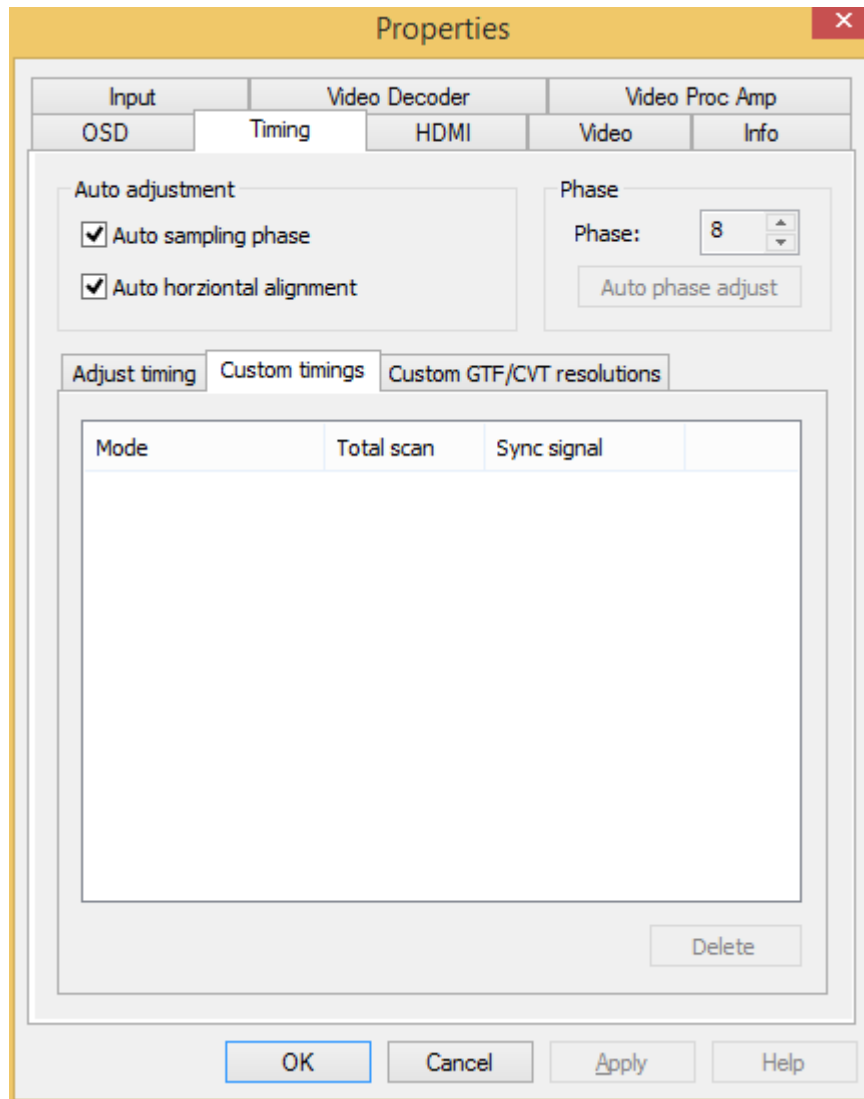 Properties
Input Video Decoder Video Proc Amp
OSD Timing HDMI Video Info
Auto adjustment Phase
Auto sampling phase Phase: 8
Auto horziontal alignment Auto phase adjust
Adjust timing Custom timings Custom GTF/CVT resolutions
Mode Total scan Sync signal
Delete
OK Cancel Apply Help